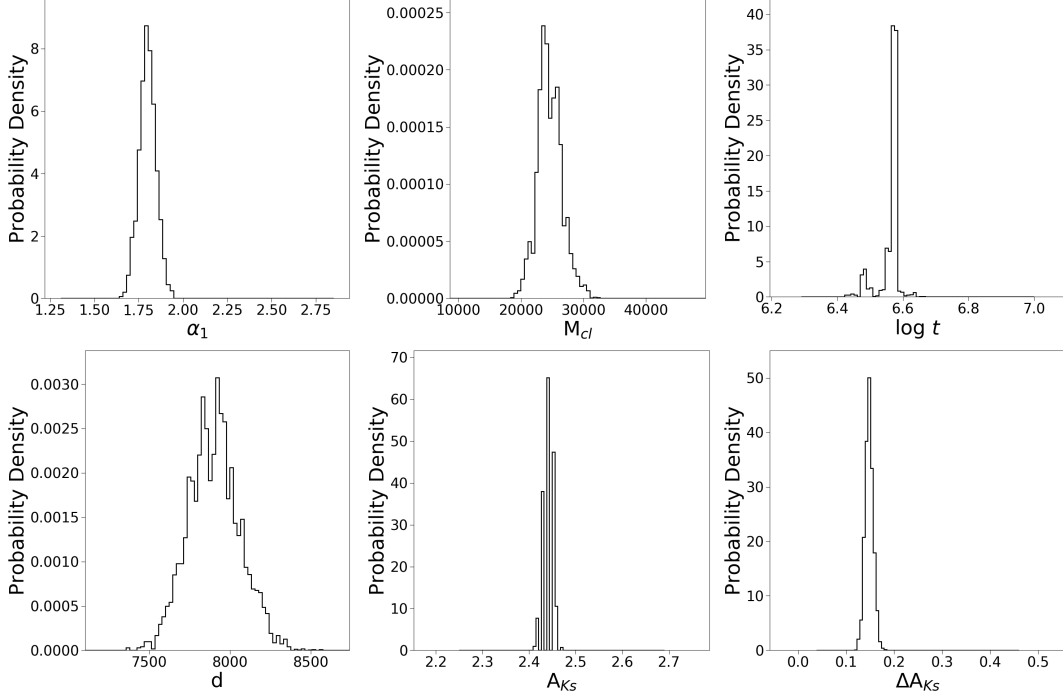 Probability Density
8
6
4
2
0
1.25 1.50 1.75 2.00 2.25 2.50 2.75
α1
Probability Density
0.00025
0.00020
0.00015
0.00010
0.00005
0.00000
10000 20000 30000 40000
Mcl
Probability Density
40
35
30
25
20
15
10
5
0
6.2 6.4 6.6 6.8 7.0
log t
Probability Density
0.0030
0.0025
0.0020
0.0015
0.0010
0.0005
0.0000
7500 8000 8500
d
Probability Density
70
60
50
40
30
20
10
0
2.2 2.3 2.4 2.5 2.6 2.7
AKs
Probability Density
50
40
30
20
10
0
0.0 0.1 0.2 0.3 0.4 0.5
ΔAKs